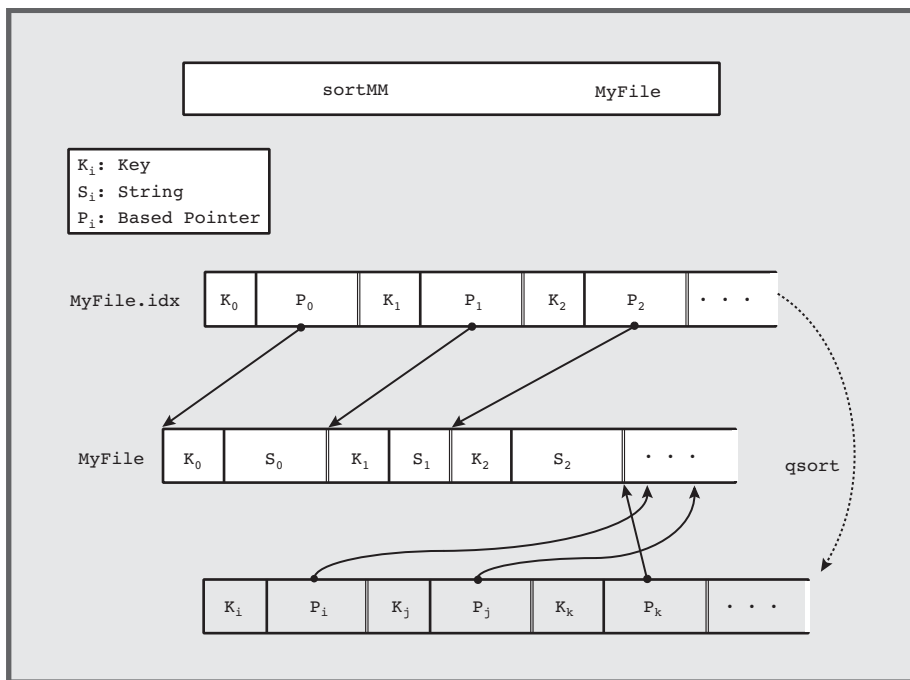 sortMM MyFile
Kᵢ: Key
Sᵢ: String
Pᵢ: Based Pointer
MyFile.idx K₀ P₀ K₁ P₁ K₂ P₂ · · ·
MyFile K₀ S₀ K₁ S₁ K₂ S₂ · · ·
qsort
Kᵢ Pᵢ Kⱼ Pⱼ Kₖ Pₖ · · ·